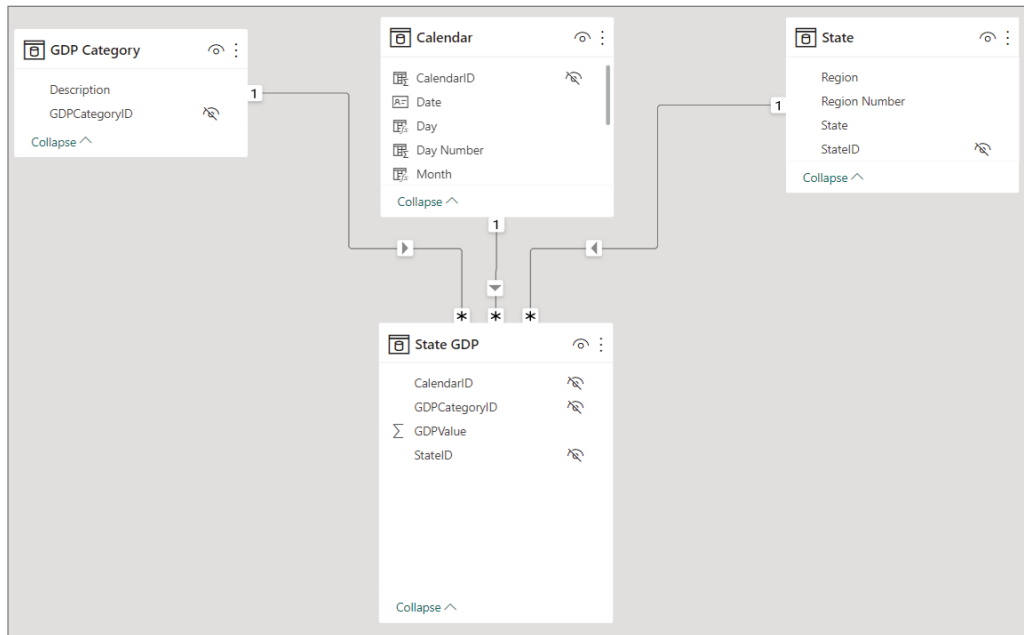 GDP Category
Description
GDPCategoryID
Collapse
1
Calendar
CalendarID
Date
Day
Day Number
Month
Collapse
1
State
Region
Region Number
State
StateID
Collapse
1
* * *
State GDP
CalendarID
GDPCategoryID
Σ GDPValue
StateID
Collapse